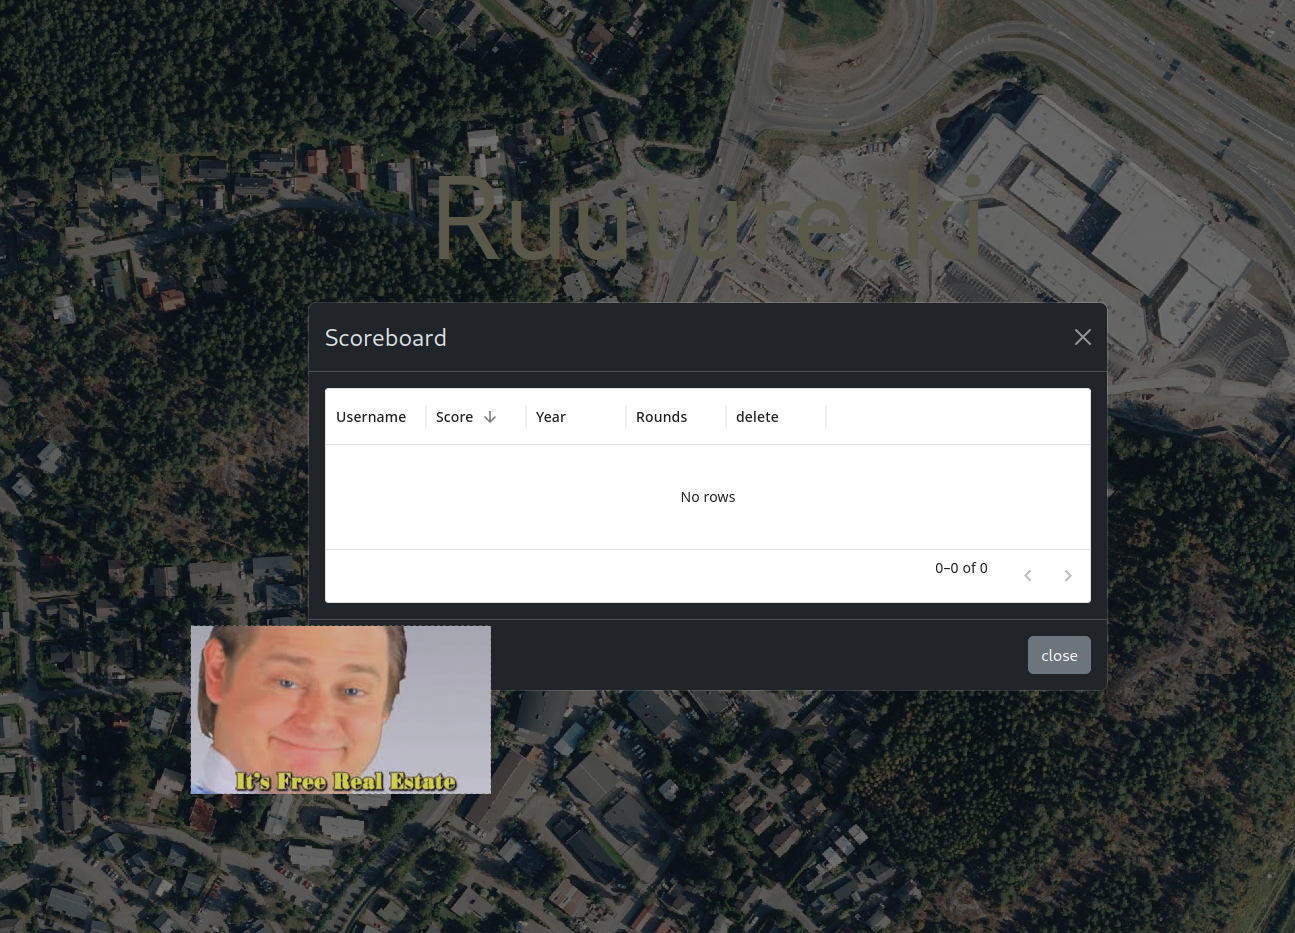 Ruuturetki
Scoreboard
Username Score Year Rounds delete
No rows
0–0 of 0
close
It's Free Real Estate